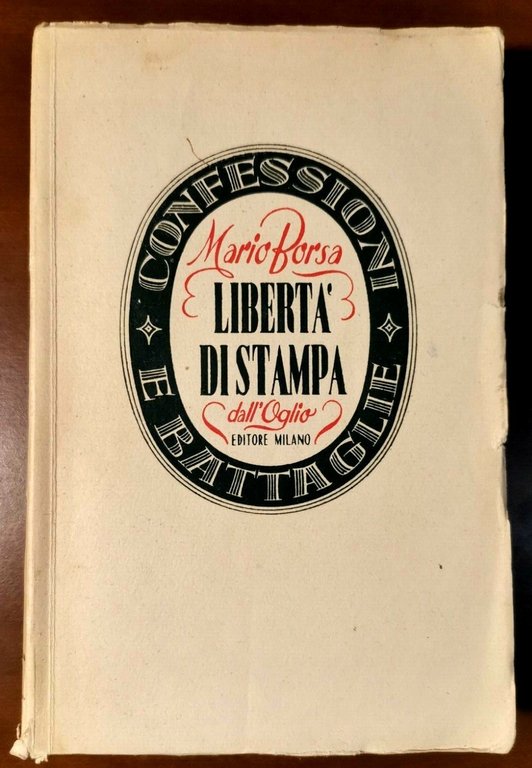 CONFESSIONI
E BATTAGLIE
Mario Borsa
LIBERTA'
DI STAMPA
dall'Oglio
EDITORE MILANO